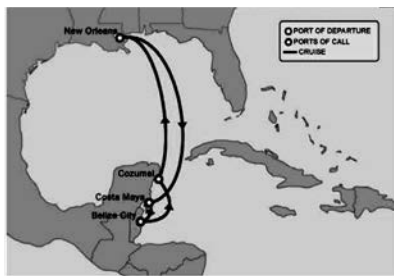 New Orleans
PORT OF DEPARTURE
PORTS OF CALL
CRUISE
Cozumel
Costa Maya
Belize City